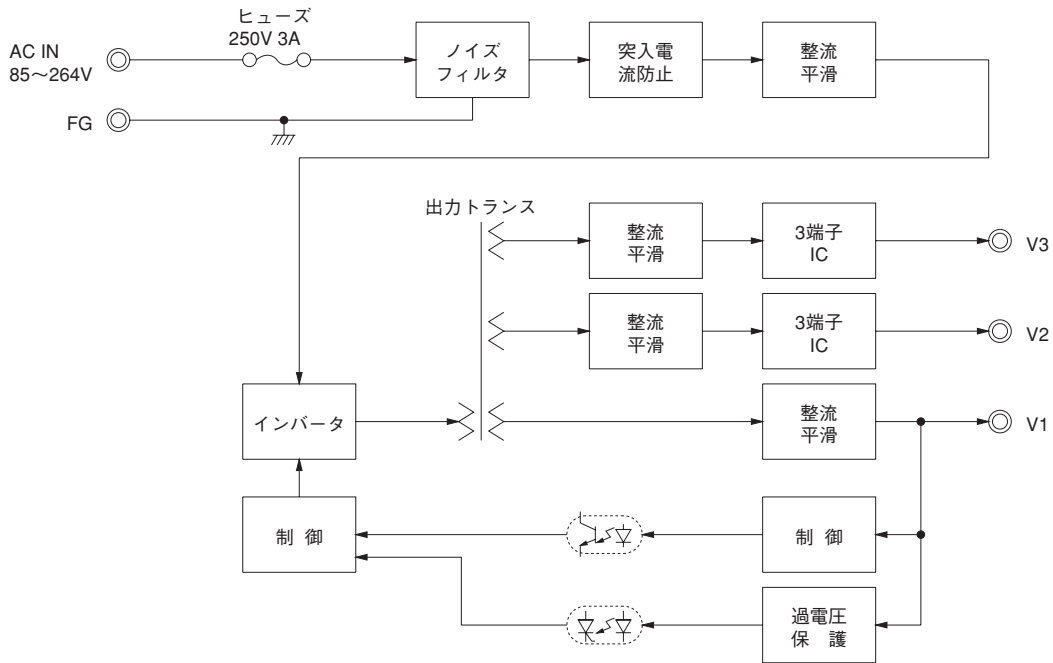 ヒューズ
250V 3A
AC IN
85～264V
ノイズ
フィルタ
突入電
流防止
整流
平滑
FG
出力トランス
整流
平滑
3端子
IC
V3
整流
平滑
3端子
IC
V2
インバータ
整流
平滑
V1
制 御
制 御
過電圧
保 護